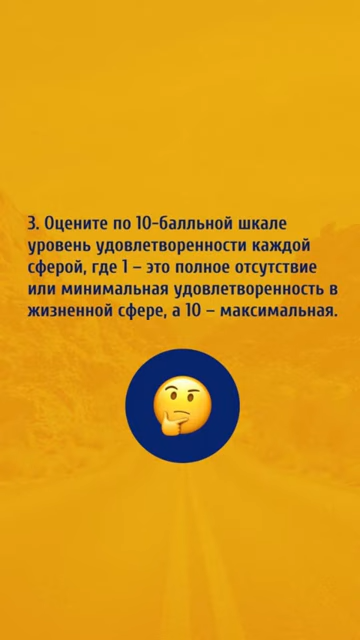 3. Оцените по 10-балльной шкале
уровень удовлетворенности каждой
сферой, где 1 – это полное отсутствие
или минимальная удовлетворенность в
жизненной сфере, а 10 – максимальная.